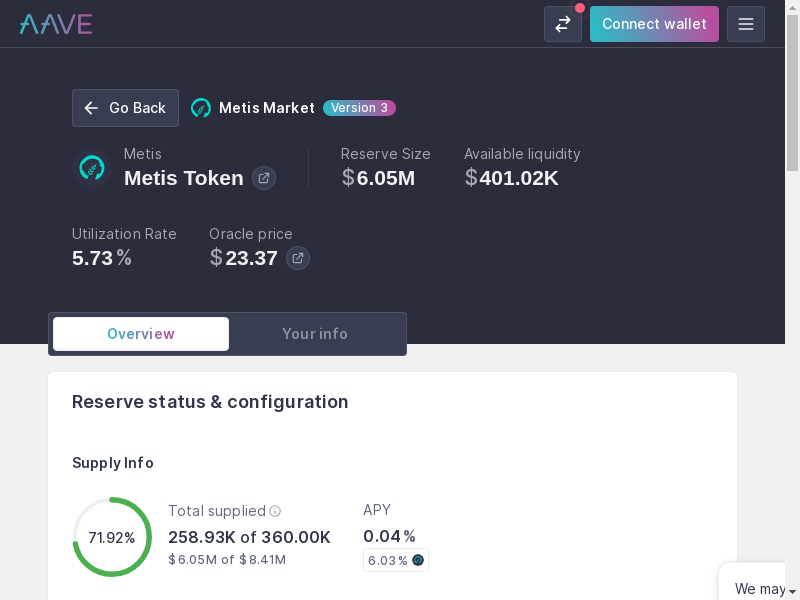 AAVE
Connect wallet
Go Back
Metis Market
Version 3
Metis
Metis Token
Reserve Size
$6.05M
Available liquidity
$401.02K
Utilization Rate
5.73%
Oracle price
$23.37
Overview
Your info
Reserve status & configuration
Supply Info
71.92%
Total supplied
258.93K of 360.00K
$6.05M of $8.41M
APY
0.04%
6.03%
We may